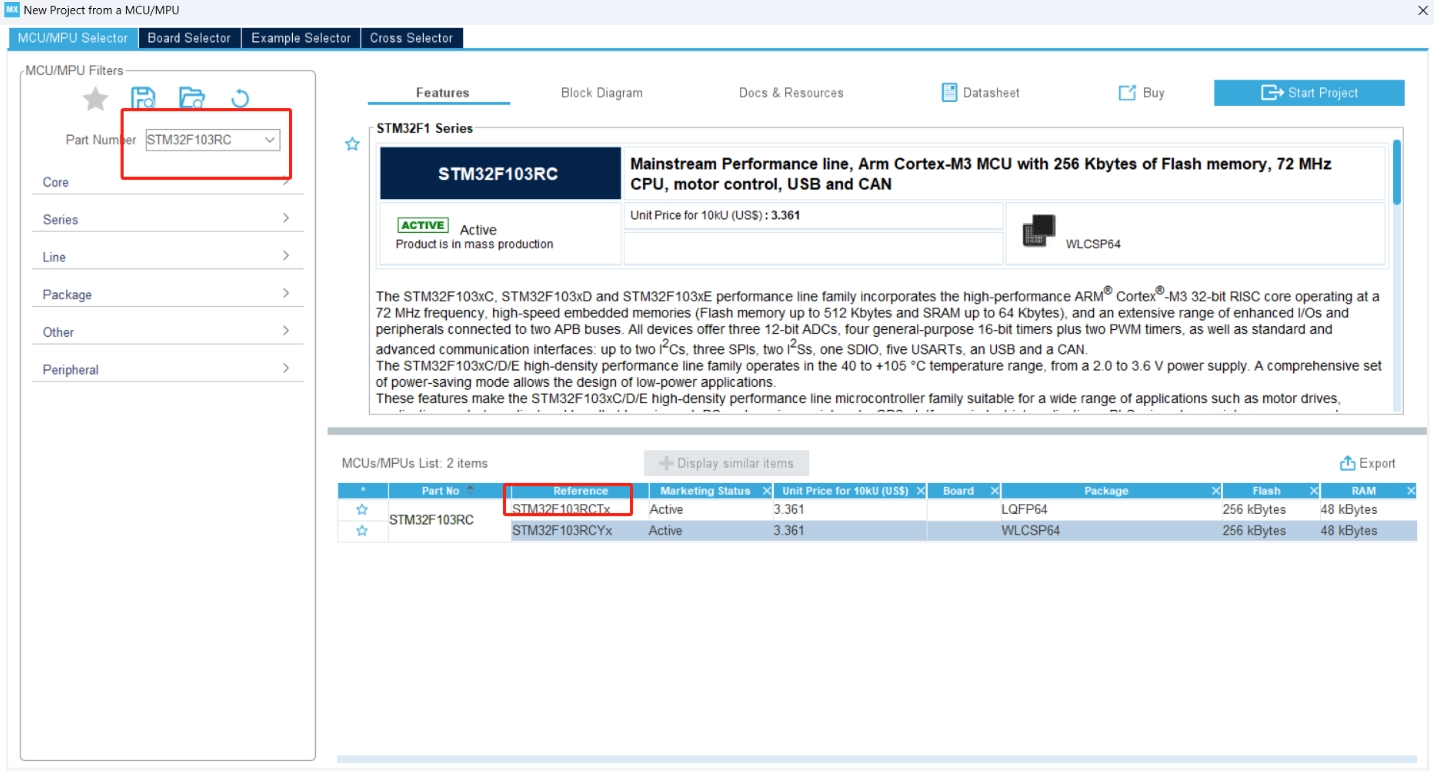 MX New Project from a MCU/MPU
MCU/MPU Selector Board Selector Example Selector Cross Selector
MCU/MPU Filters
Part Number STM32F103RC
Core
Series
Line
Package
Other
Peripheral
Features Block Diagram Docs & Resources Datasheet Buy Start Project
STM32F1 Series
STM32F103RC
Mainstream Performance line, Arm Cortex-M3 MCU with 256 Kbytes of Flash memory, 72 MHz
CPU, motor control, USB and CAN
ACTIVE Active
Product is in mass production
Unit Price for 10kU (US$) : 3.361
WLCSP64
The STM32F103xC, STM32F103xD and STM32F103xE performance line family incorporates the high-performance ARM® Cortex®-M3 32-bit RISC core operating at a
72 MHz frequency, high-speed embedded memories (Flash memory up to 512 Kbytes and SRAM up to 64 Kbytes), and an extensive range of enhanced I/Os and
peripherals connected to two APB buses. All devices offer three 12-bit ADCs, four general-purpose 16-bit timers plus two PWM timers, as well as standard and
advanced communication interfaces: up to two I²Cs, three SPIs, two I²Ss, one SDIO, five USARTs, an USB and a CAN.
The STM32F103xC/D/E high-density performance line family operates in the 40 to +105 °C temperature range, from a 2.0 to 3.6 V power supply. A comprehensive set
of power-saving mode allows the design of low-power applications.
These features make the STM32F103xC/D/E high-density performance line microcontroller family suitable for a wide range of applications such as motor drives,
MCUs/MPUs List: 2 items
Display similar items
Export
* Part No Reference Marketing Status Unit Price for 10kU (US$) Board Package Flash RAM
STM32F103RC
STM32F103RCTx Active 3.361 LQFP64 256 kBytes 48 kBytes
STM32F103RCYx Active 3.361 WLCSP64 256 kBytes 48 kBytes